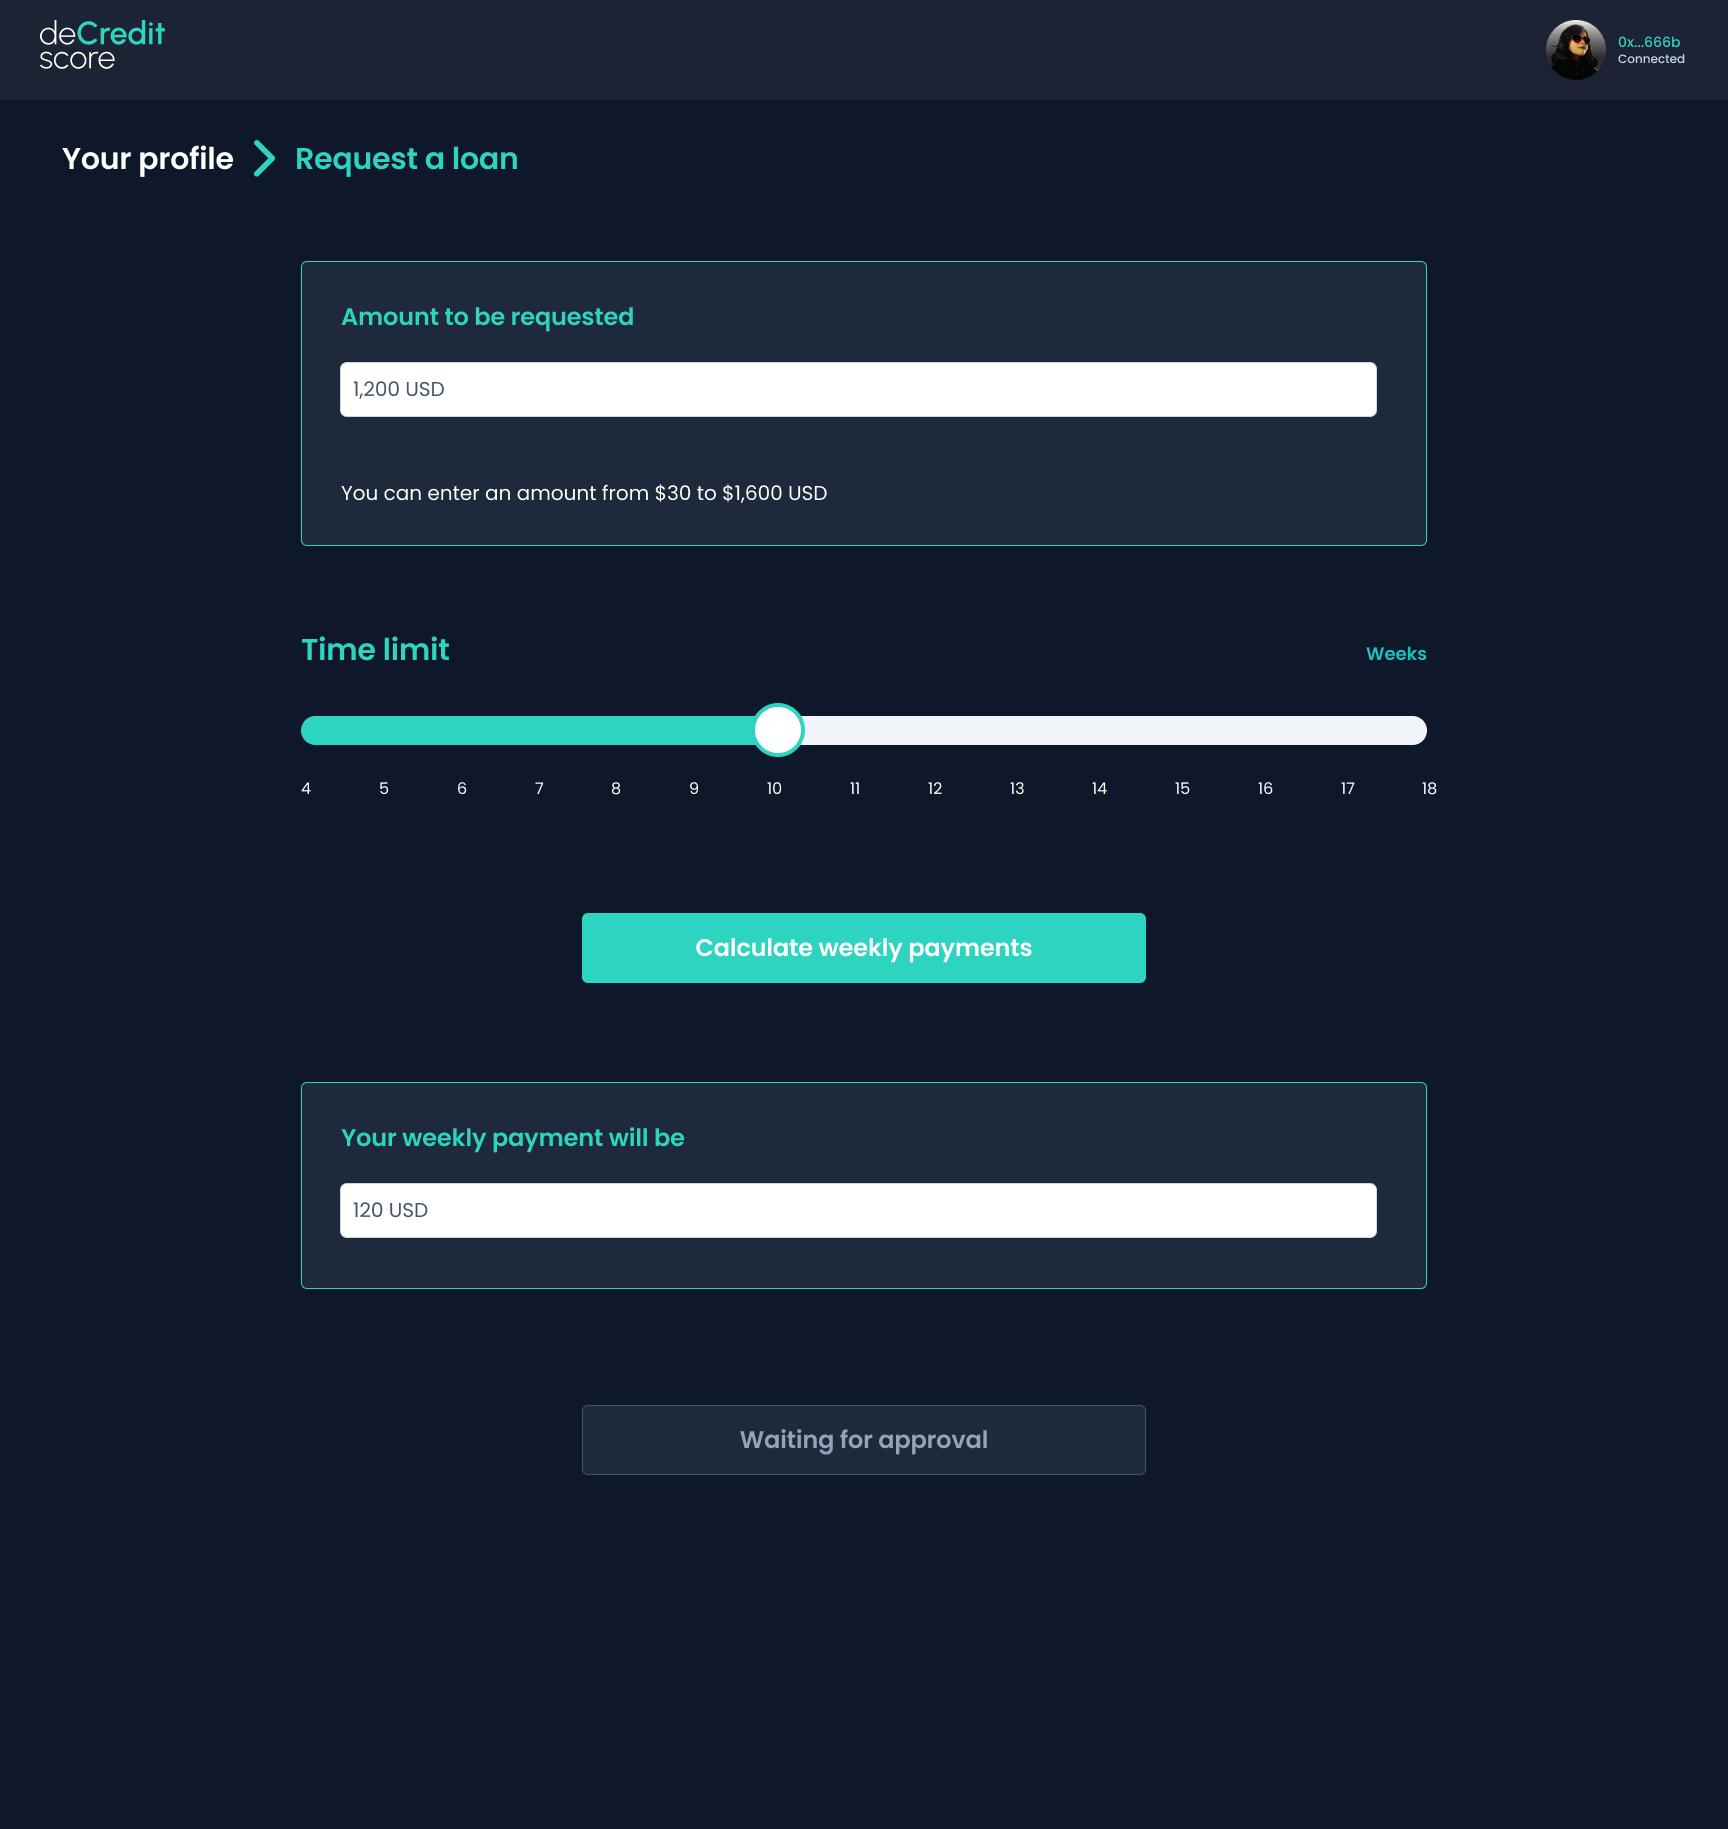 deCredit
score
0x...666b
Connected
Your profile
Request a loan
Amount to be requested
1,200 USD
You can enter an amount from $30 to $1,600 USD
Time limit
Weeks
4 5 6 7 8 9 10 11 12 13 14 15 16 17 18
Calculate weekly payments
Your weekly payment will be
120 USD
Waiting for approval